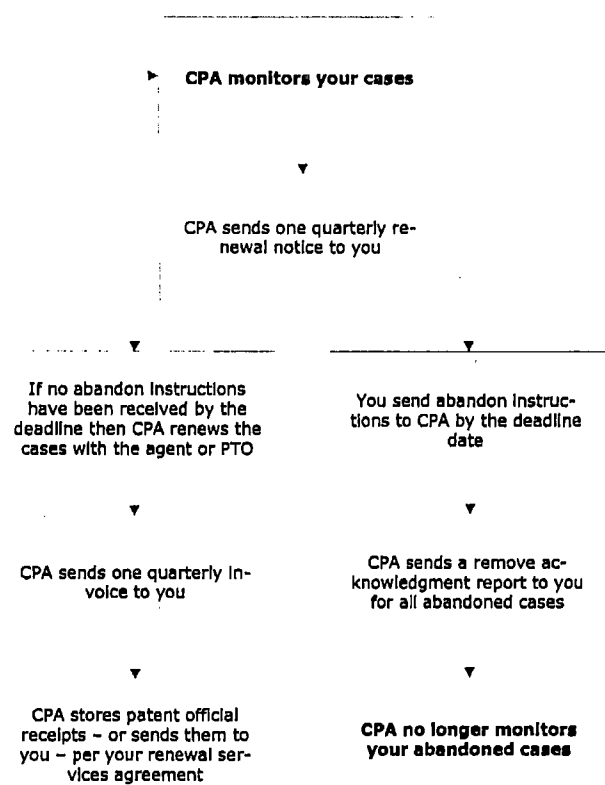 CPA monitors your cases
CPA sends one quarterly re-
newal notice to you
If no abandon instructions
have been received by the
deadline then CPA renews the
cases with the agent or PTO
You send abandon instruc-
tions to CPA by the deadline
date
CPA sends one quarterly in-
voice to you
CPA sends a remove ac-
knowledgment report to you
for all abandoned cases
CPA stores patent official
receipts – or sends them to
you – per your renewal ser-
vices agreement
CPA no longer monitors
your abandoned cases